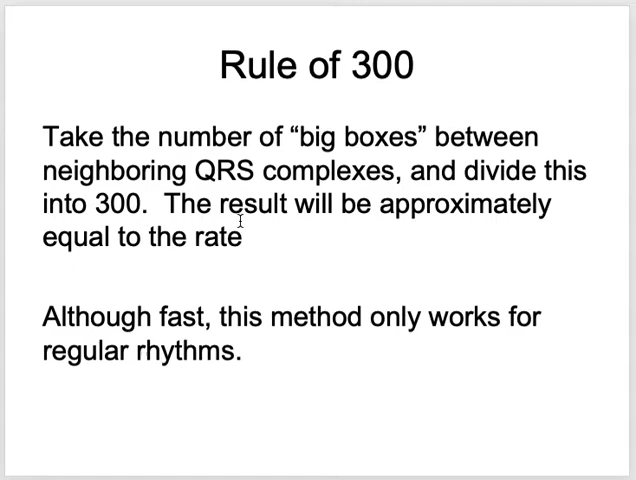 Rule of 300
Take the number of “big boxes” between
neighboring QRS complexes, and divide this
into 300.  The result will be approximately
equal to the rate
Although fast, this method only works for
regular rhythms.